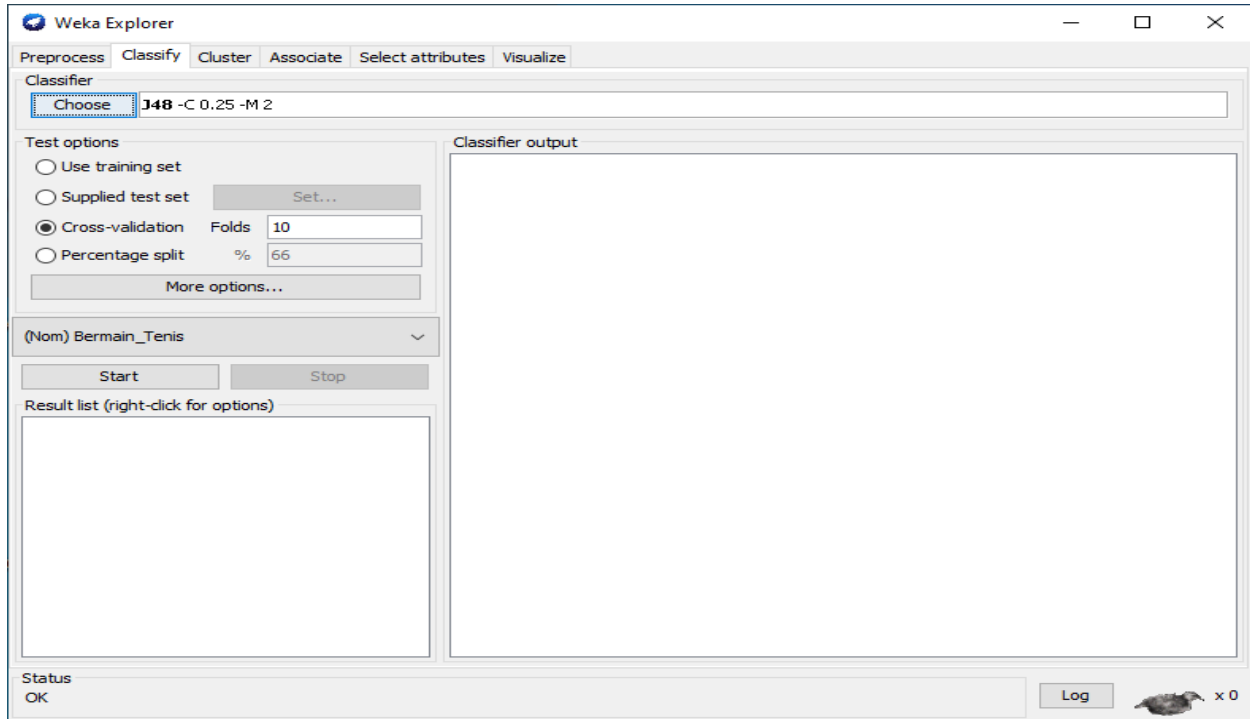 Weka Explorer
Preprocess Classify Cluster Associate Select attributes Visualize
Classifier
Choose J48 -C 0.25 -M 2
Test options
Use training set
Supplied test set Set...
Cross-validation Folds 10
Percentage split % 66
More options...
(Nom) Bermain_Tenis
Start Stop
Result list (right-click for options)
Classifier output
Status
OK
Log x 0